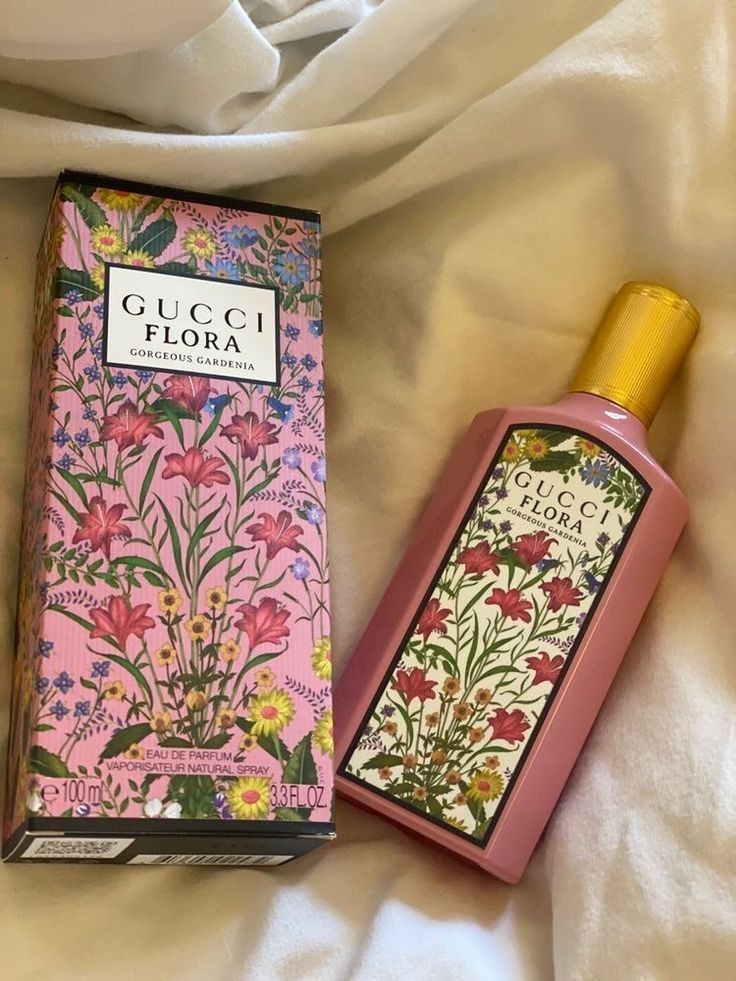 GUCCI
FLORA
GORGEOUS GARDENIA
EAU DE PARFUM
VAPORISATEUR NATURAL SPRAY
e 100 ml
3.3 FL.OZ.
GUCCI
FLORA
GORGEOUS GARDENIA